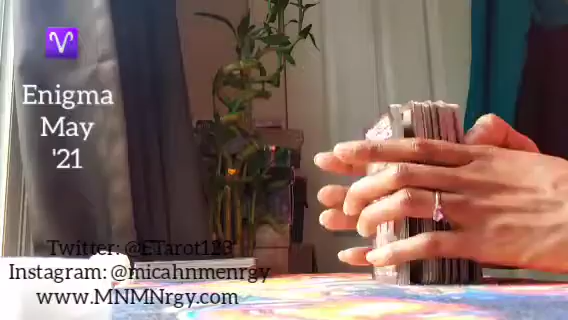 ♈
Enigma
May
'21
Twitter: @ETarot123
Instagram: @micahnmenrgy
www.MNMNrgy.com